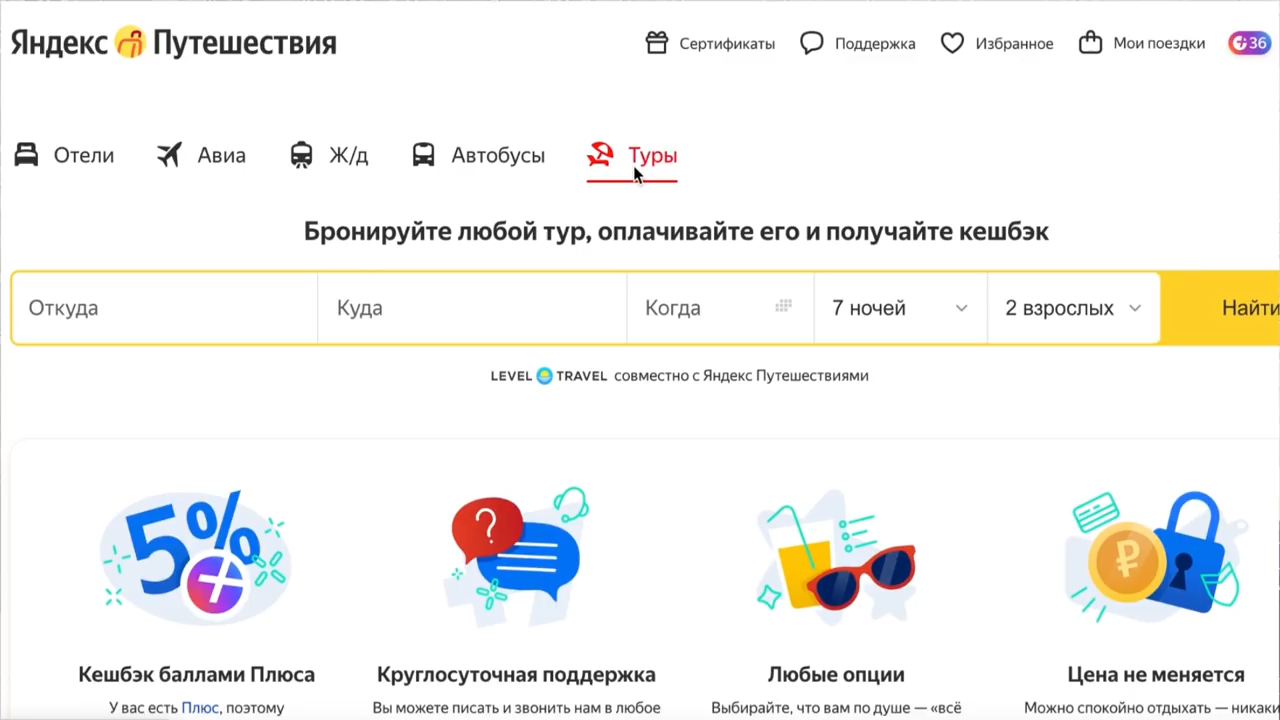 Яндекс Путешествия
Сертификаты Поддержка Избранное Мои поездки 36
Отели Авиа Ж/д Автобусы Туры
Бронируйте любой тур, оплачивайте его и получайте кешбэк
Откуда Куда Когда 7 ночей 2 взрослых Найти
LEVEL TRAVEL совместно с Яндекс Путешествиями
5%
?
₽
Кешбэк баллами Плюса Круглосуточная поддержка Любые опции Цена не меняется
У вас есть Плюс, поэтому Вы можете писать и звонить нам в любое Выбирайте, что вам по душе — «всё Можно спокойно отдыхать — никаки